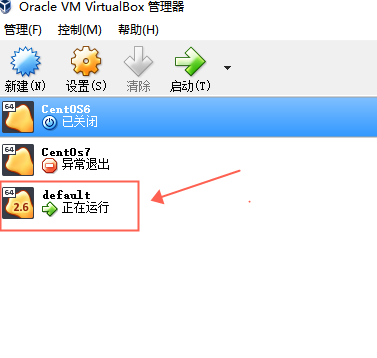 Oracle VM VirtualBox 管理器
管理(F) 控制(M) 帮助(H)
新建(N) 设置(S) 清除 启动(T)
64 CentOS6
已关闭
64 CentOs7
异常退出
64 default
2.6 正在运行